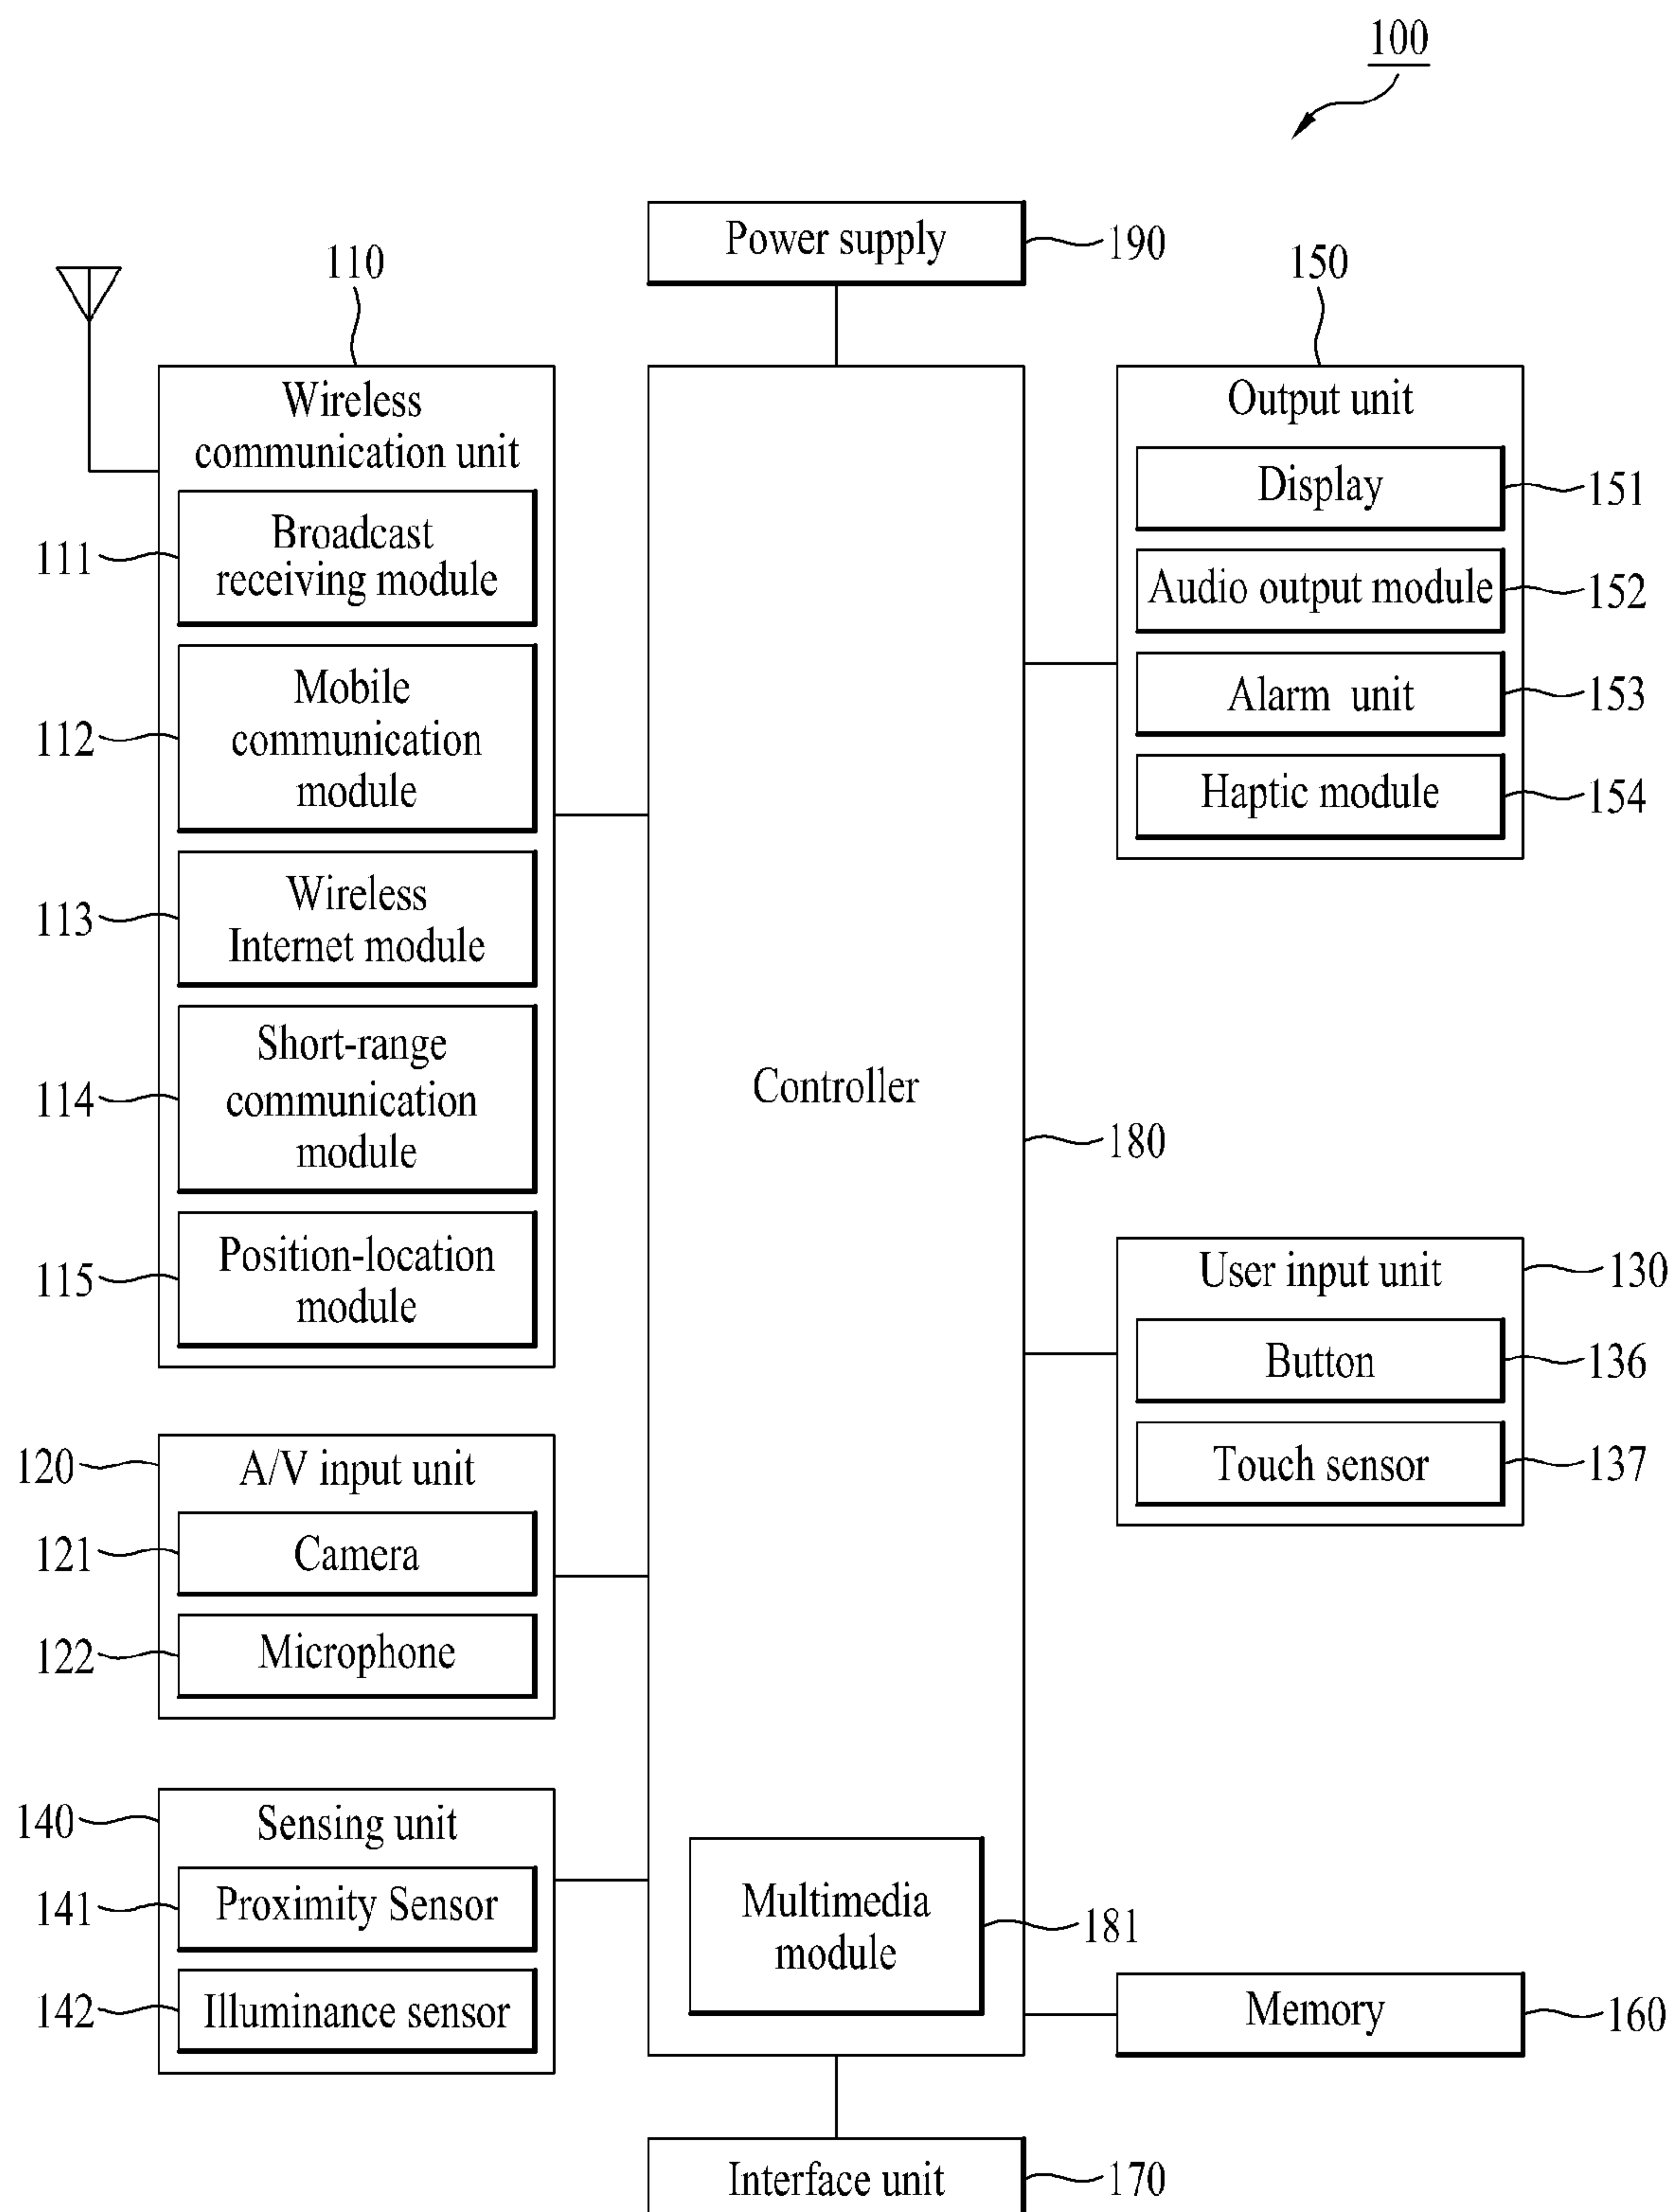 100
Power supply
190
110
Wireless
communication unit
Broadcast
receiving module
111
Mobile
communication
module
112
Wireless
Internet module
113
Short-range
communication
module
114
Position-location
module
115
120
A/V input unit
121
Camera
122
Microphone
140
Sensing unit
141
Proximity Sensor
142
Illuminance sensor
Controller
180
Multimedia
module
181
150
Output unit
Display
151
Audio output module
152
Alarm unit
153
Haptic module
154
User input unit
130
Button
136
Touch sensor
137
Memory
160
Interface unit
170